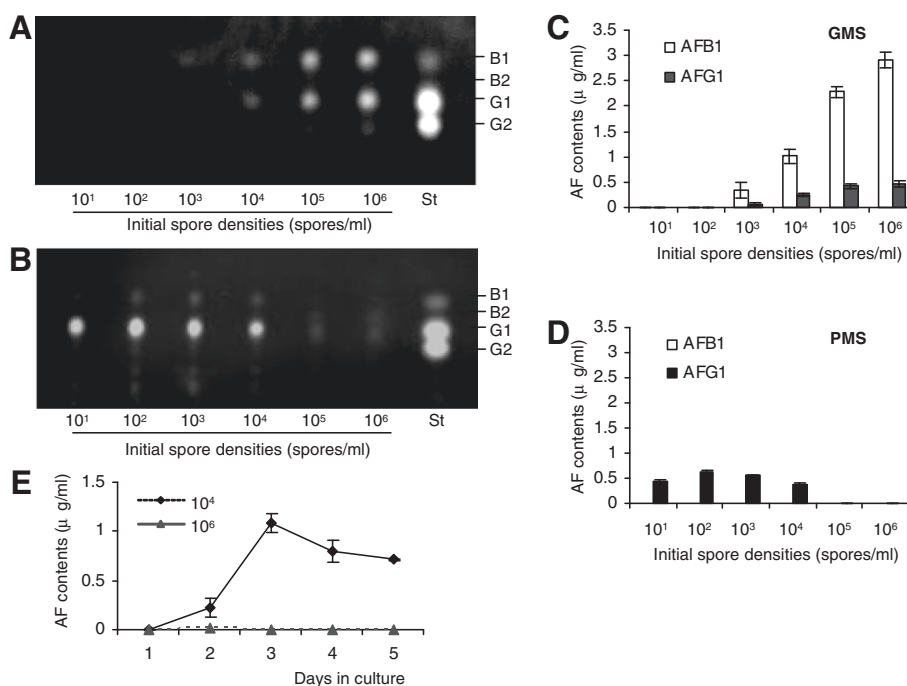 A
B1
B2
G1
G2
10¹ 10² 10³ 10⁴ 10⁵ 10⁶ St
Initial spore densities (spores/ml)
B
B1
B2
G1
G2
10¹ 10² 10³ 10⁴ 10⁵ 10⁶ St
Initial spore densities (spores/ml)
C
GMS
AFB1
AFG1
AF contents (μ g/ml)
3.5
3
2.5
2
1.5
1
0.5
0
10¹ 10² 10³ 10⁴ 10⁵ 10⁶
Initial spore densities (spores/ml)
D
PMS
AFB1
AFG1
AF contents (μ g/ml)
3.5
3
2.5
2
1.5
1
0.5
0
10¹ 10² 10³ 10⁴ 10⁵ 10⁶
Initial spore densities (spores/ml)
E
10⁴
10⁶
AF contents (μ g/ml)
1.5
1
0.5
0
1 2 3 4 5
Days in culture